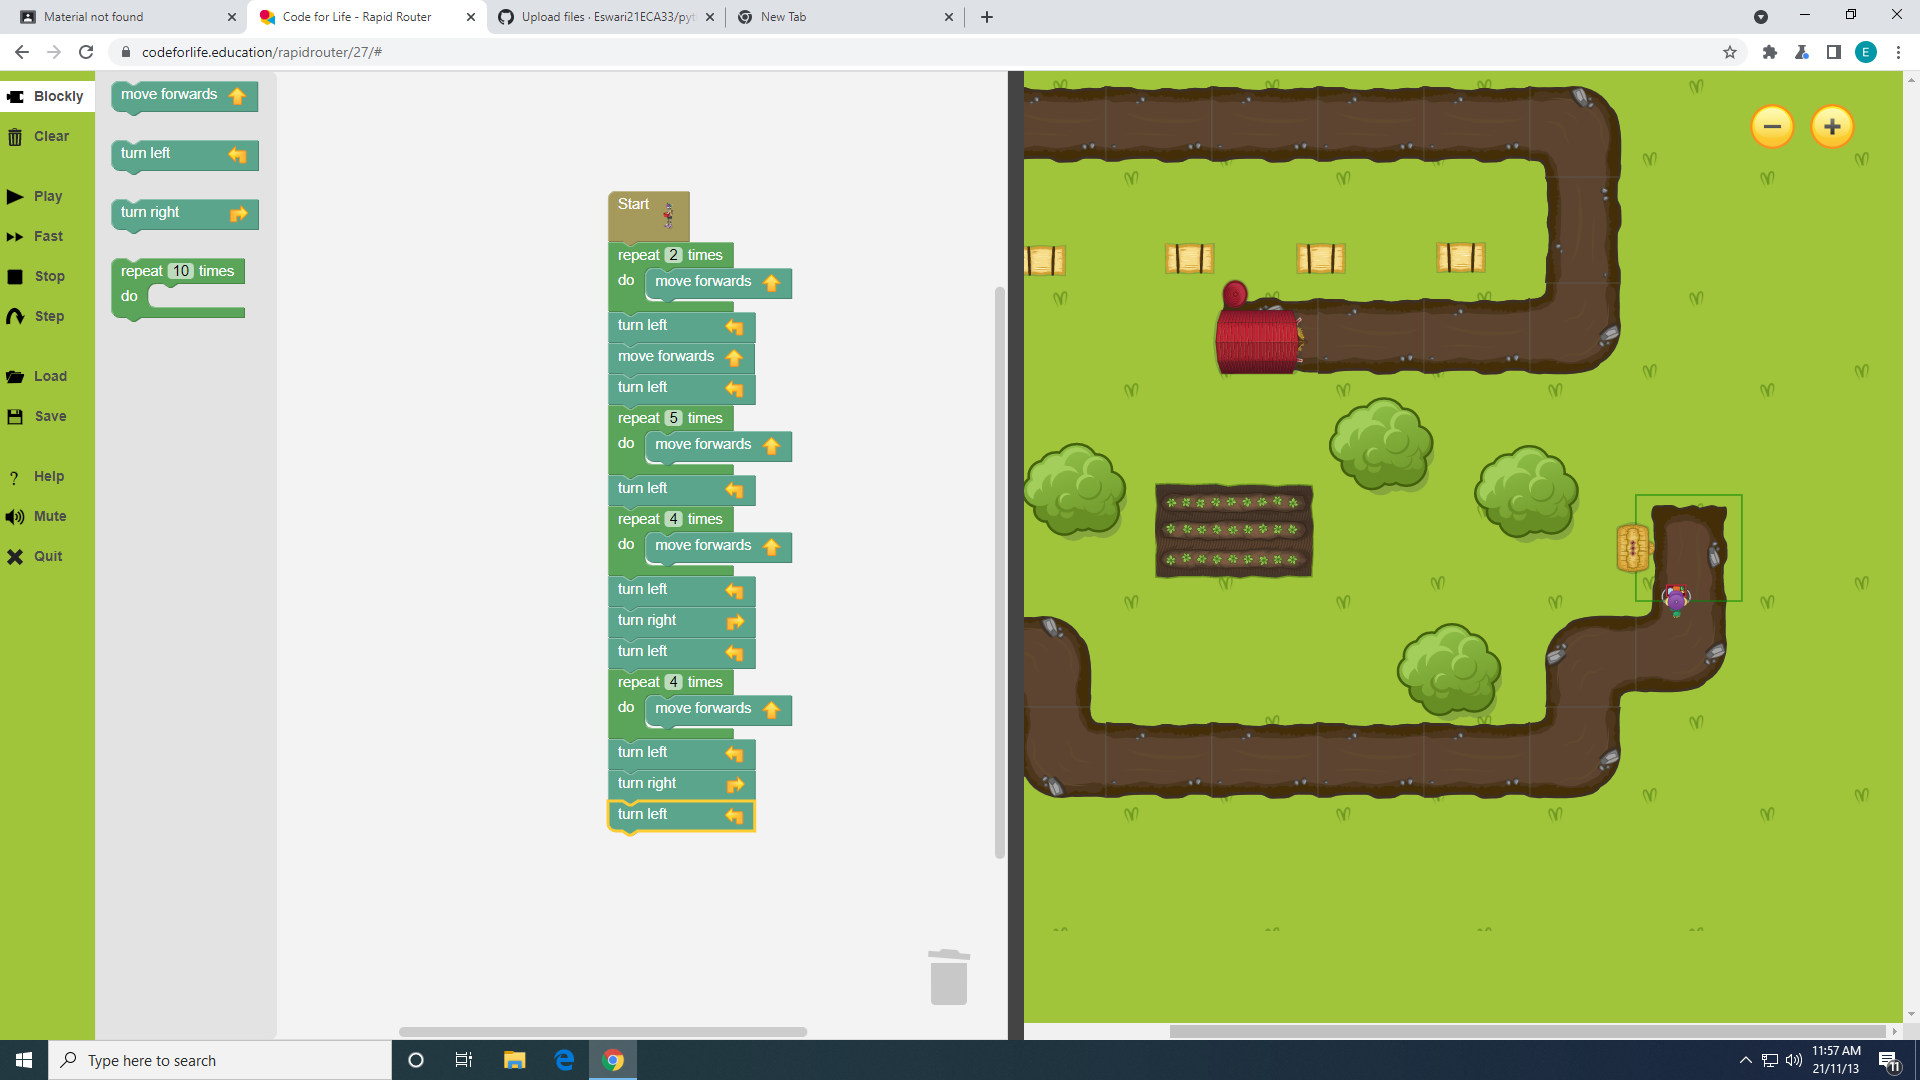 Material not found
Code for Life - Rapid Router
Upload files · Eswari21ECA33/pyt
New Tab
codeforlife.education/rapidrouter/27/#
E
Blockly
Clear
Play
Fast
Stop
Step
Load
Save
Help
Mute
Quit
move forwards
turn left
turn right
repeat 10 times
do
Start
repeat 2 times
do move forwards
turn left
move forwards
turn left
repeat 5 times
do move forwards
turn left
repeat 4 times
do move forwards
turn left
turn right
turn left
repeat 4 times
do move forwards
turn left
turn right
turn left
Type here to search
11:57 AM
21/11/13
11